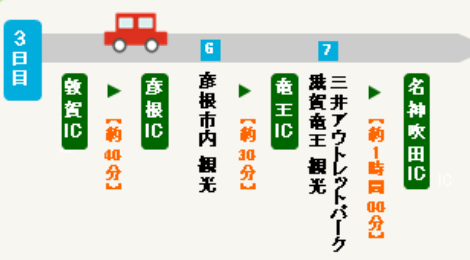 3日目
敦賀IC
【約40分】
彦根IC
6
彦根市内 観光
【約30分】
竜王IC
7
三井アウトレットパーク
滋賀竜王 観光
【約1時間00分】
名神吹田IC
IC